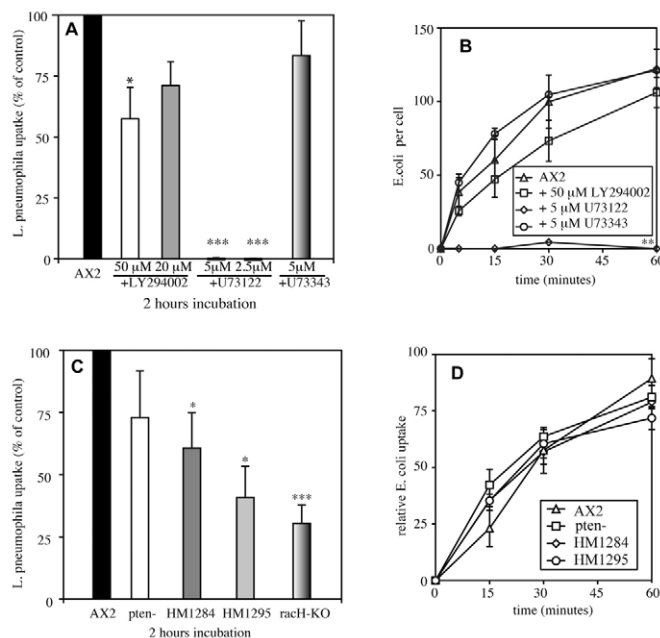 A
L. pneumophila upatke (% of control)
100
75
50
25
0
*
*** ***
AX2
50 µM 20 µM 5µM 2.5µM 5µM
+LY294002 +U73122 +U73343
2 hours incubation
B
E.coli per cell
150
100
50
0
AX2
+ 50 µM LY294002
+ 5 µM U73122
+ 5 µM U73343
**
0 15 30 45 60
time (minutes)
C
L. pneumophila upatke (% of control)
100
75
50
25
0
*
*
***
AX2 pten- HM1284 HM1295 racH-KO
2 hours incubation
D
relative E. coli uptake
100
75
50
25
0
AX2
pten-
HM1284
HM1295
0 15 30 45 60
time (minutes)